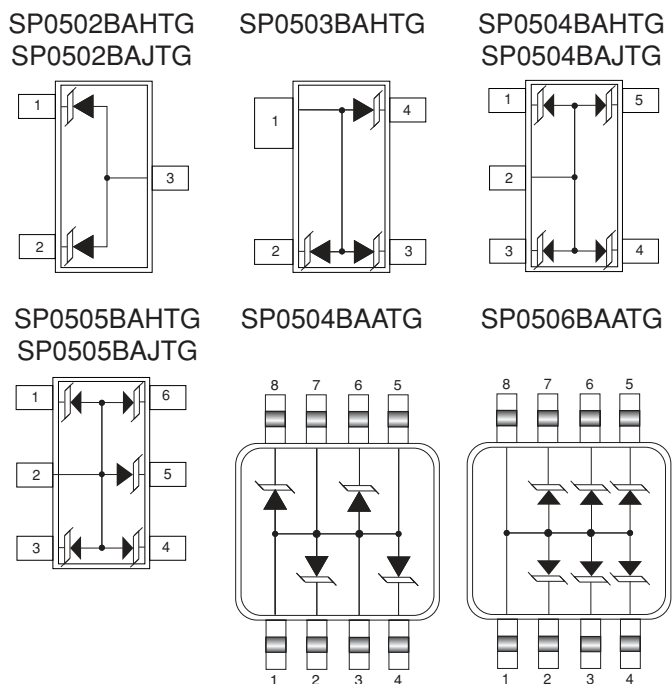 SP0502BAHTG
SP0502BAJTG
1
3
2
SP0503BAHTG
1
4
2
3
SP0504BAHTG
SP0504BAJTG
1
5
2
3
4
SP0505BAHTG
SP0505BAJTG
1
6
2
5
3
4
SP0504BAATG
8 7 6 5
1 2 3 4
SP0506BAATG
8 7 6 5
1 2 3 4